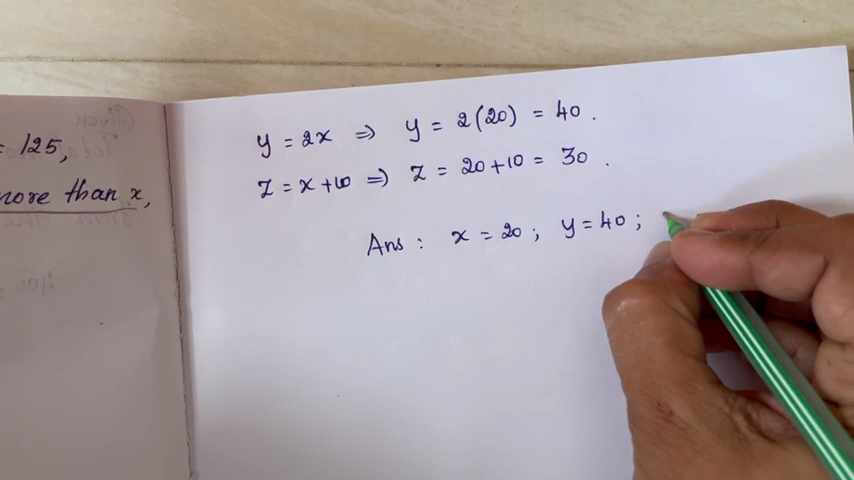 = 125,
more than x,
y = 2x ⇒ y = 2(20) = 40.
z = x + 10 ⇒ z = 20 + 10 = 30.
Ans : x = 20 ; y = 40 ;